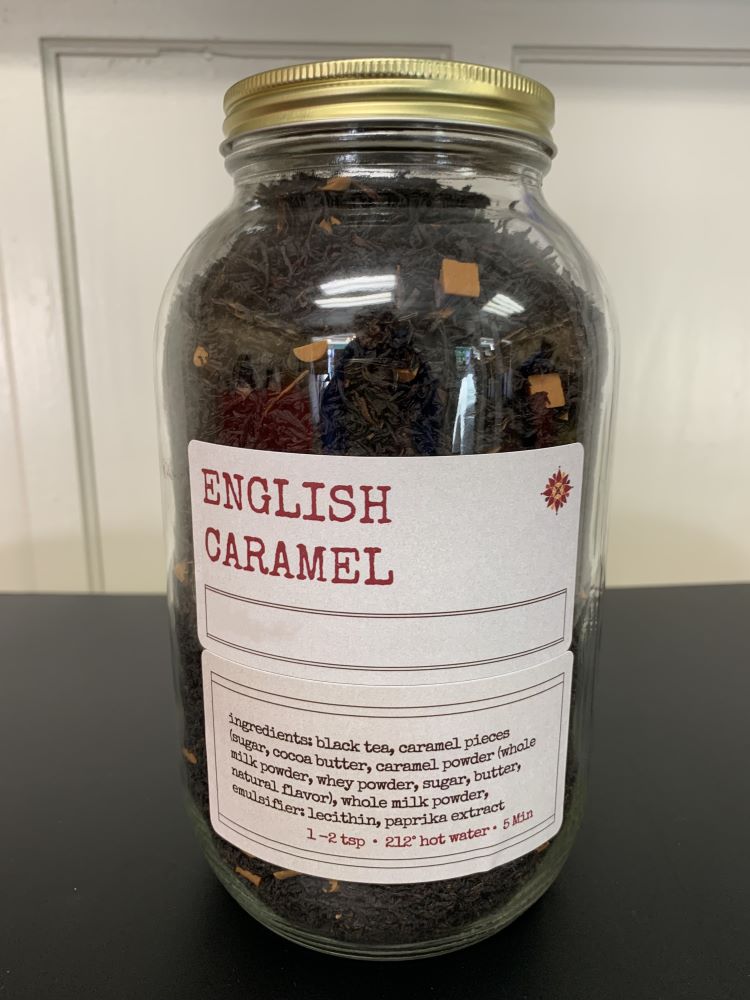 ENGLISH
CARAMEL
ingredients: black tea, caramel pieces
(sugar, cocoa butter, caramel powder (whole
milk powder, whey powder, sugar, butter,
natural flavor), whole milk powder,
emulsifier: lecithin, paprika extract
1-2 tsp • 212° hot water • 5 Min